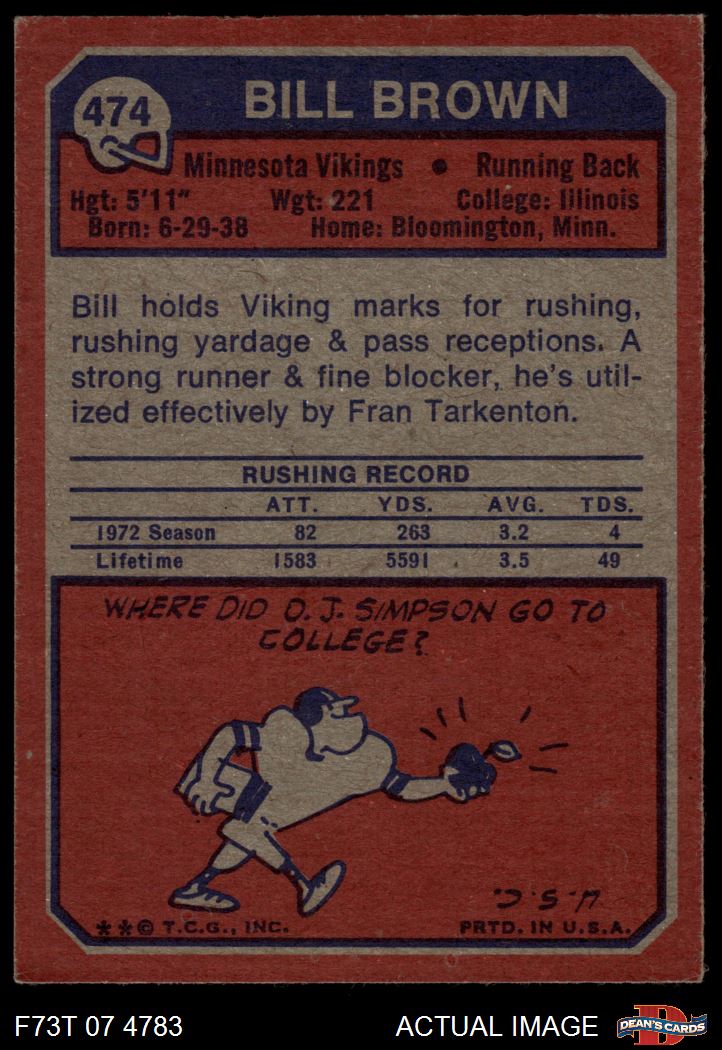 474
BILL BROWN
Minnesota Vikings • Running Back
Hgt: 5'11" Wgt: 221 College: Illinois
Born: 6-29-38 Home: Bloomington, Minn.
Bill holds Viking marks for rushing,
rushing yardage & pass receptions. A
strong runner & fine blocker, he's util-
ized effectively by Fran Tarkenton.
RUSHING RECORD
ATT. YDS. AVG. TDS.
1972 Season 82 263 3.2 4
Lifetime 1583 5591 3.5 49
WHERE DID O.J. SIMPSON GO TO
COLLEGE?
U.S.C.
**© T.C.G., INC. PRTD. IN U.S.A.
F73T 07 4783 ACTUAL IMAGE
D
DEAN'S CARDS